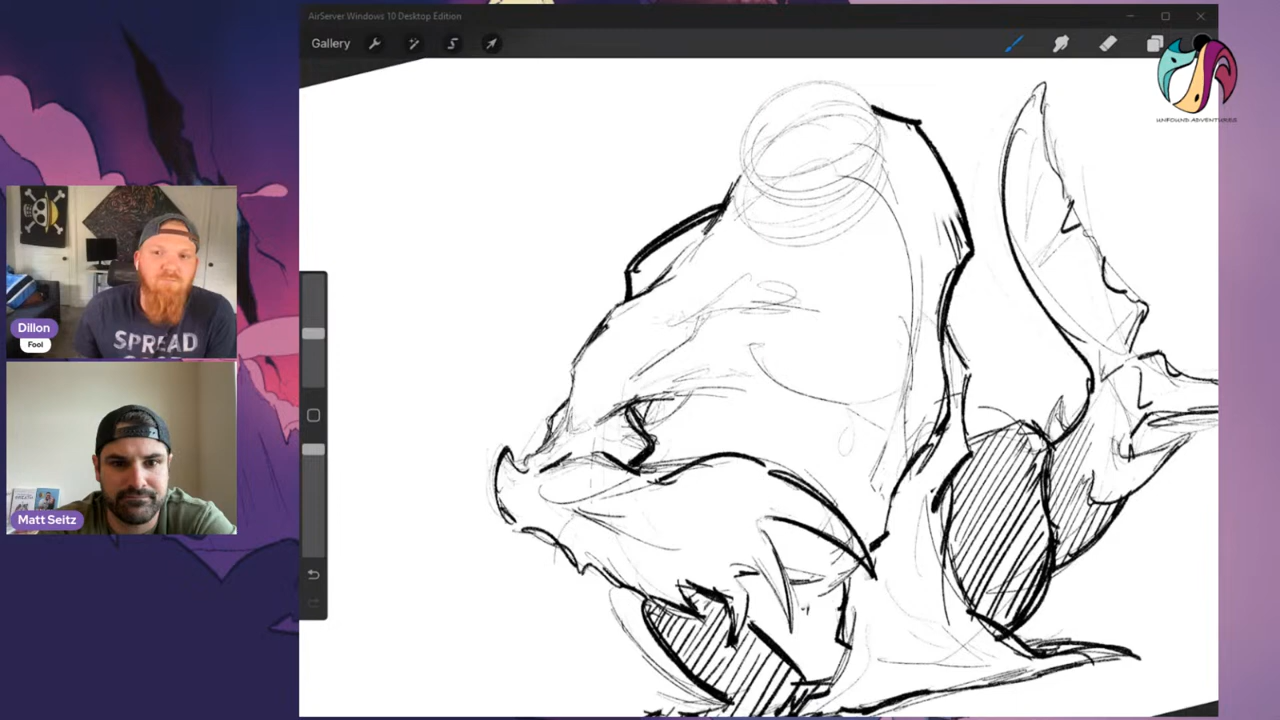 AirServer Windows 10 Desktop Edition
Gallery
UNFOUND ADVENTURES
SPREAD
Dillon
Fool
Matt Seitz